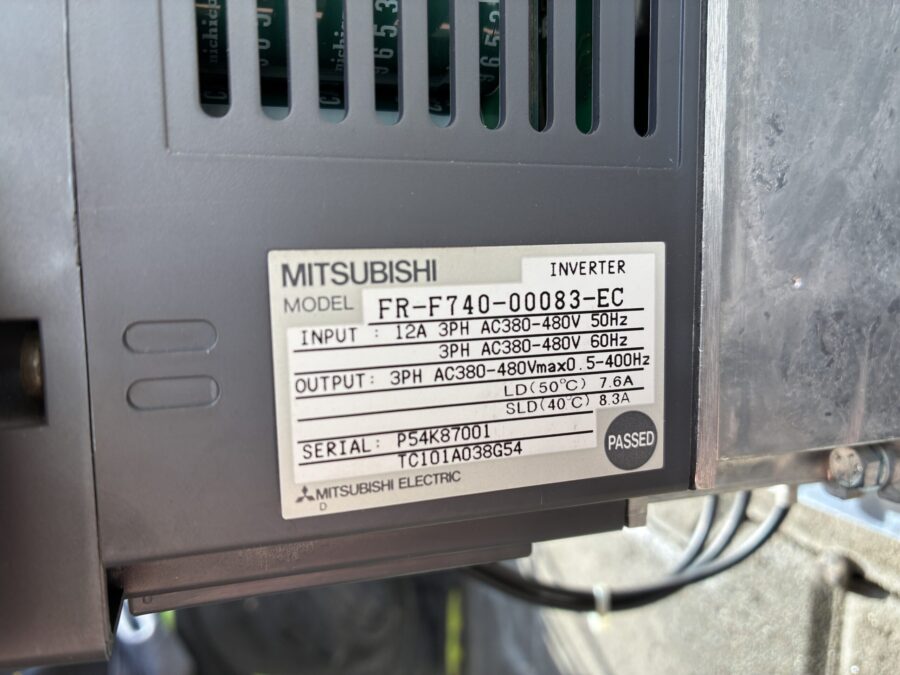 nichicon
MITSUBISHI
INVERTER
MODEL FR-F740-00083-EC
INPUT : 12A 3PH AC380-480V 50Hz
3PH AC380-480V 60Hz
OUTPUT: 3PH AC380-480Vmax0.5-400Hz
LD(50℃) 7.6A
SLD(40℃) 8.3A
SERIAL: P54K87001
TC101A038G54
PASSED
MITSUBISHI ELECTRIC
D